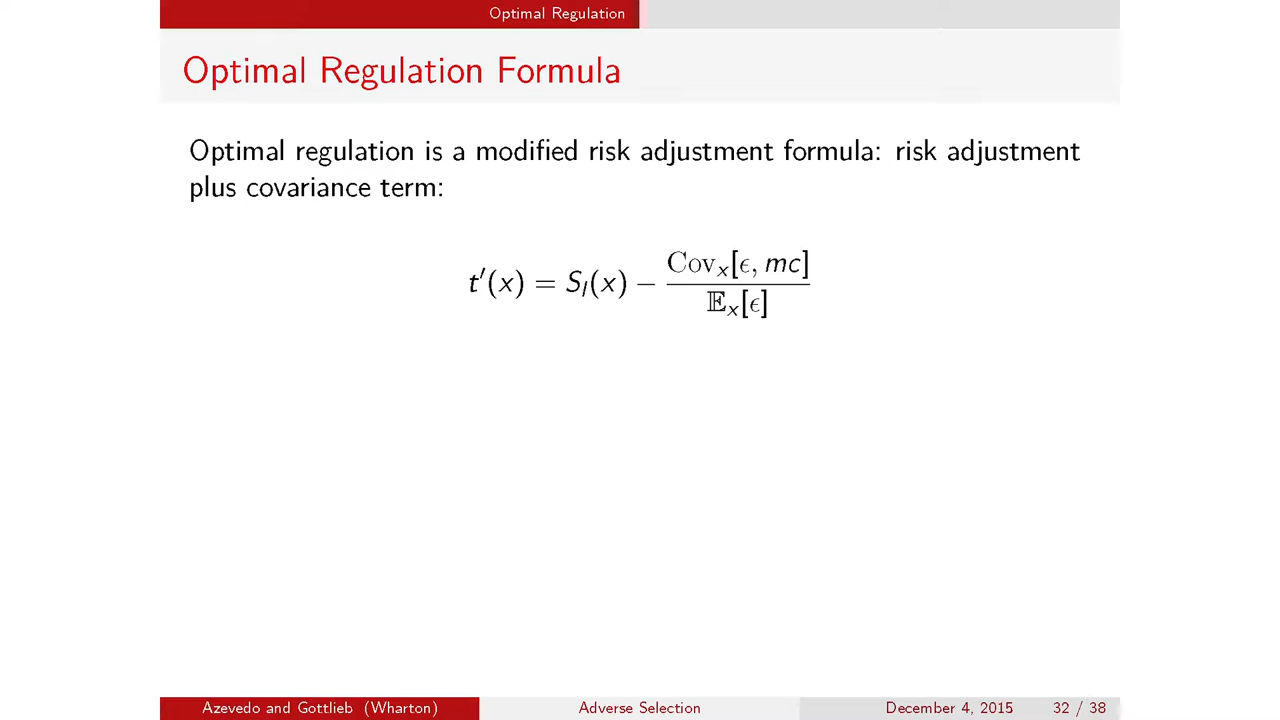 Optimal Regulation
Optimal Regulation Formula
Optimal regulation is a modified risk adjustment formula: risk adjustment
plus covariance term:
t′(x) = S_I(x) − Cov_x[ϵ, mc] / 𝔼_x[ϵ]
Azevedo and Gottlieb (Wharton) Adverse Selection December 4, 2015 32 / 38